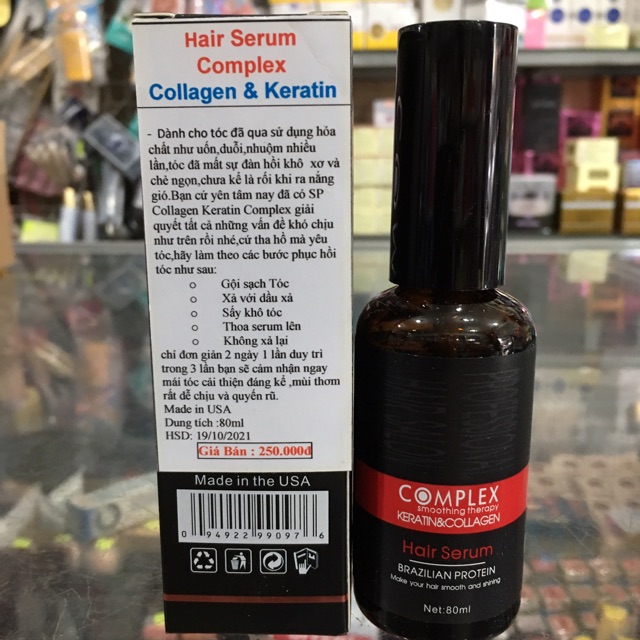 Hair Serum
Complex
Collagen & Keratin
- Dành cho tóc đã qua sử dụng hóa
chất như uốn,duỗi,nhuộm nhiều
lần,tóc đã mất sự đàn hồi khô xơ và
chẻ ngọn,chưa kể là rối khi ra nắng
gió.Bạn cứ yên tâm nay đã có SP
Collagen Keratin Complex giải
quyết tất cả những vấn đề khó chịu
như trên rồi nhé,cứ tha hồ mà yêu
tóc,hãy làm theo các bước phục hồi
tóc như sau:
o Gội sạch Tóc
o Xả với dầu xả
o Sấy khô tóc
o Thoa serum lên
o Không xả lại
chỉ đơn giản 2 ngày 1 lần duy trì
trong 3 lần bạn sẽ cảm nhận ngay
mái tóc cải thiện đáng kể ,mùi thơm
rất dễ chịu và quyến rũ.
Made in USA
Dung tích :80ml
HSD: 19/10/2021
Giá Bán : 250.000đ
Made in the USA
0 94922 99097 6
COMPLEX
smoothing therapy
KERATIN&COLLAGEN
Hair Serum
BRAZILIAN PROTEIN
Make your hair smooth and shining
Net:80ml